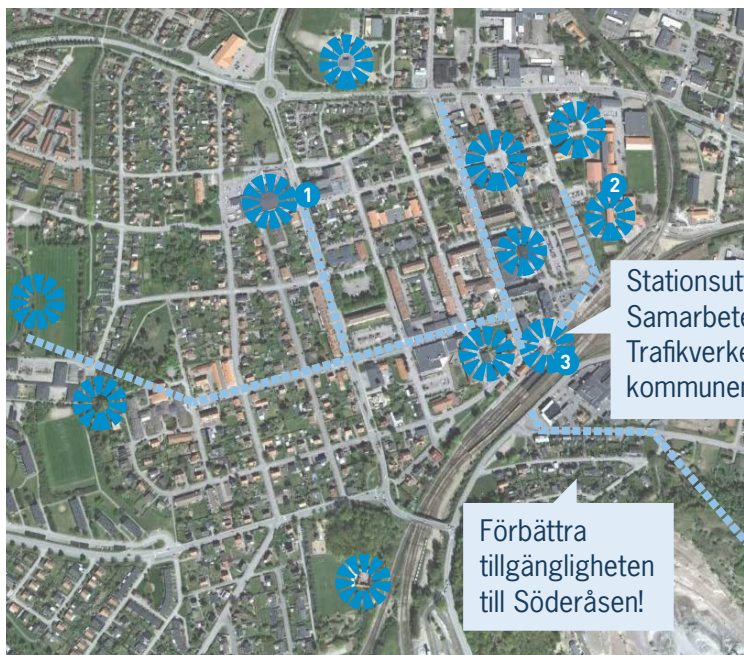 1
2
Stationsut
Samarbete
Trafikverke
kommuner
3
Förbättra
tillgängligheten
till Söderåsen!